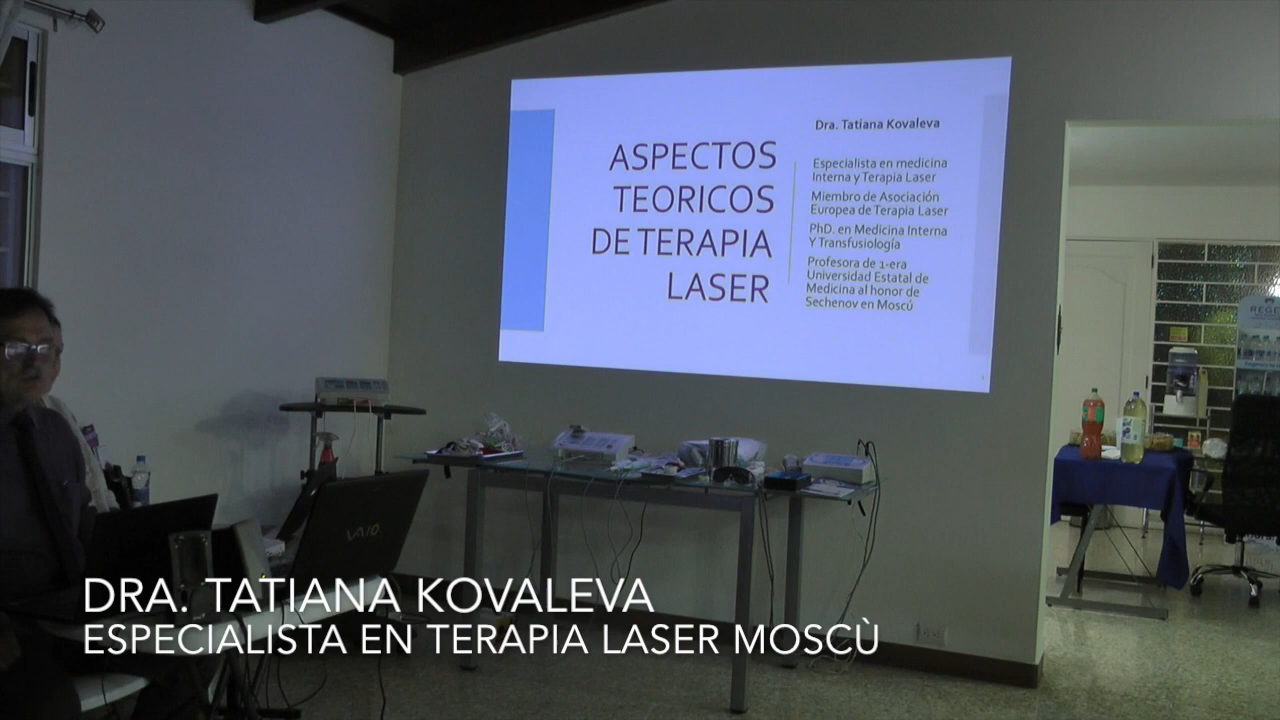 ASPECTOS
TEORICOS
DE TERAPIA
LASER
Dra. Tatiana Kovaleva
Especialista en medicina
Interna y Terapia Laser
Miembro de Asociación
Europea de Terapia Laser
PhD. en Medicina Interna
Y Transfusiología
Profesora de 1-era
Universidad Estatal de
Medicina al honor de
Sechenov en Moscú
VAIO
DRA. TATIANA KOVALEVA
ESPECIALISTA EN TERAPIA LASER MOSCÙ